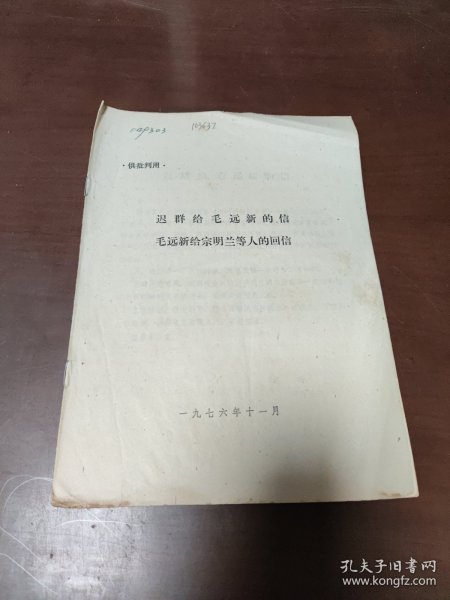 ·供批判用·
迟群给毛远新的信
毛远新给宗明兰等人的回信
一九七六年十一月
孔夫子旧书网
www.kongfz.com